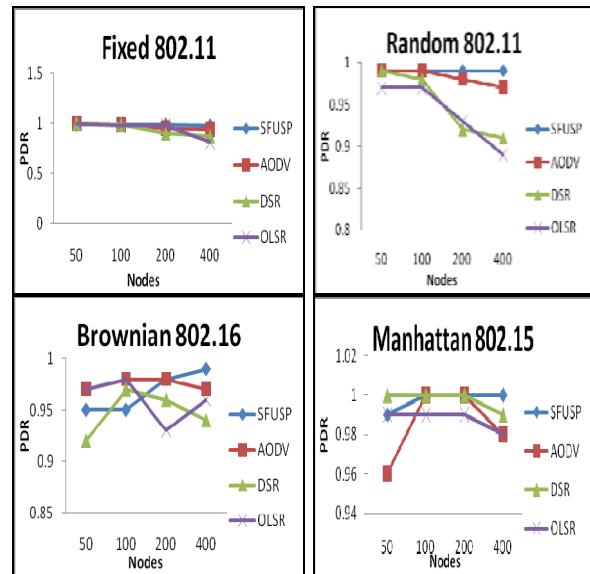 Fixed 802.11
1.5
1
0.5
0
PDR
50 100 200 400
Nodes
SFUSP
AODV
DSR
OLSR
Random 802.11
1
0.95
0.9
0.85
0.8
PDR
50 100 200 400
Nodes
SFUSP
AODV
DSR
OLSR
Brownian 802.16
1
0.95
0.9
0.85
PDR
50 100 200 400
Nodes
SFUSP
AODV
DSR
OLSR
Manhattan 802.15
1.02
1
0.98
0.96
0.94
PDR
50 100 200 400
Nodes
SFUSP
AODV
DSR
OLSR